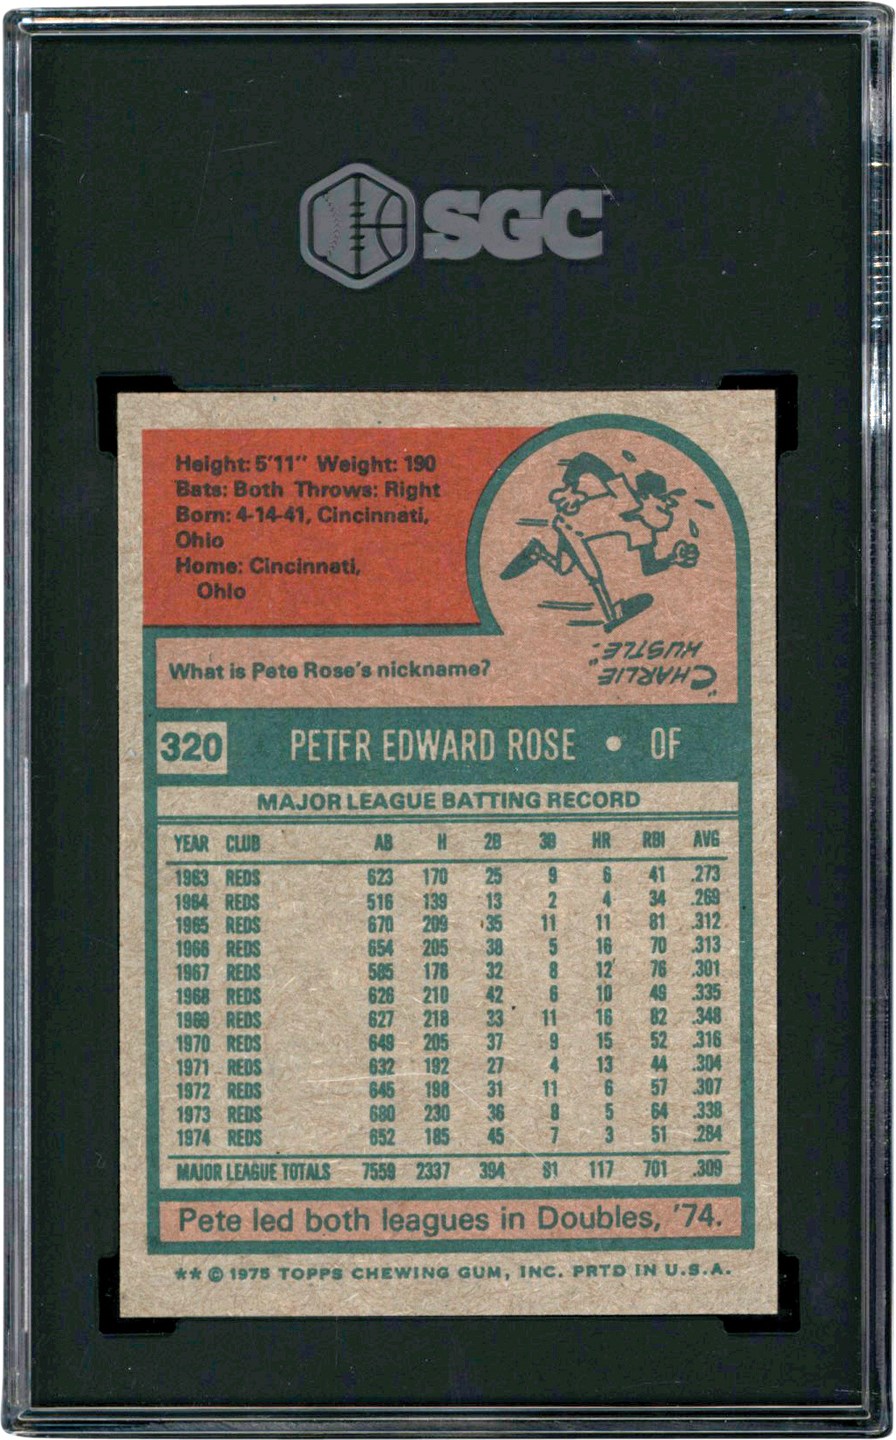 SGC
Height: 5'11" Weight: 190
Bats: Both Throws: Right
Born: 4-14-41, Cincinnati,
Ohio
Home: Cincinnati,
Ohio
What is Pete Rose's nickname?
"CHARLIE
HUSTLE"
320 PETER EDWARD ROSE • OF
MAJOR LEAGUE BATTING RECORD
YEAR CLUB AB H 2B 3B HR RBI AVG
1963 REDS 623 170 25 9 6 41 .273
1964 REDS 516 139 13 2 4 34 .269
1965 REDS 670 209 35 11 11 81 .312
1966 REDS 654 205 38 5 16 70 .313
1967 REDS 585 176 32 8 12 76 .301
1968 REDS 626 210 42 6 10 49 .335
1969 REDS 627 218 33 11 16 82 .348
1970 REDS 649 205 37 9 15 52 .316
1971 REDS 632 192 27 4 13 44 .304
1972 REDS 645 198 31 11 6 57 .307
1973 REDS 680 230 36 8 5 64 .338
1974 REDS 652 185 45 7 3 51 .284
MAJOR LEAGUE TOTALS 7559 2337 394 81 117 701 .309
Pete led both leagues in Doubles, '74.
** © 1975 TOPPS CHEWING GUM, INC. PRTD IN U.S.A.